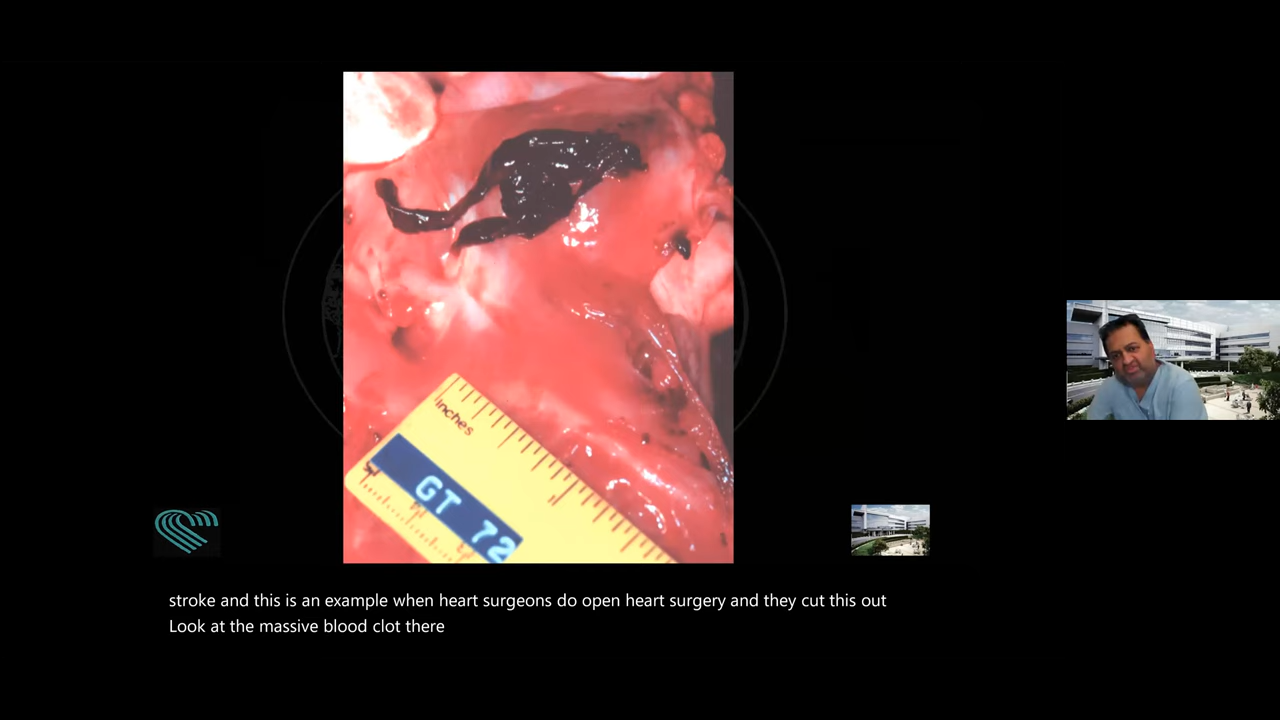 inches
GT 72
stroke and this is an example when heart surgeons do open heart surgery and they cut this out
Look at the massive blood clot there